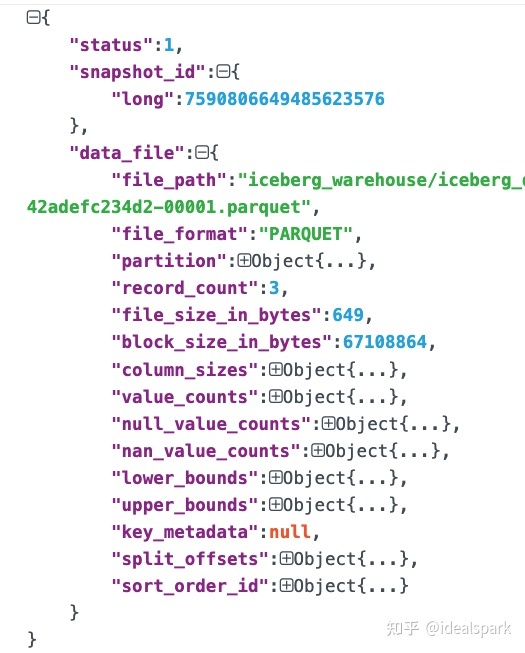 {
"status":1,
"snapshot_id":{
"long":7590806649485623576
},
"data_file":{
"file_path":"iceberg_warehouse/iceberg_
42adefc234d2-00001.parquet",
"file_format":"PARQUET",
"partition":Object{...},
"record_count":3,
"file_size_in_bytes":649,
"block_size_in_bytes":67108864,
"column_sizes":Object{...},
"value_counts":Object{...},
"null_value_counts":Object{...},
"nan_value_counts":Object{...},
"lower_bounds":Object{...},
"upper_bounds":Object{...},
"key_metadata":null,
"split_offsets":Object{...},
"sort_order_id":Object{...}
}
}
知乎 @idealspark